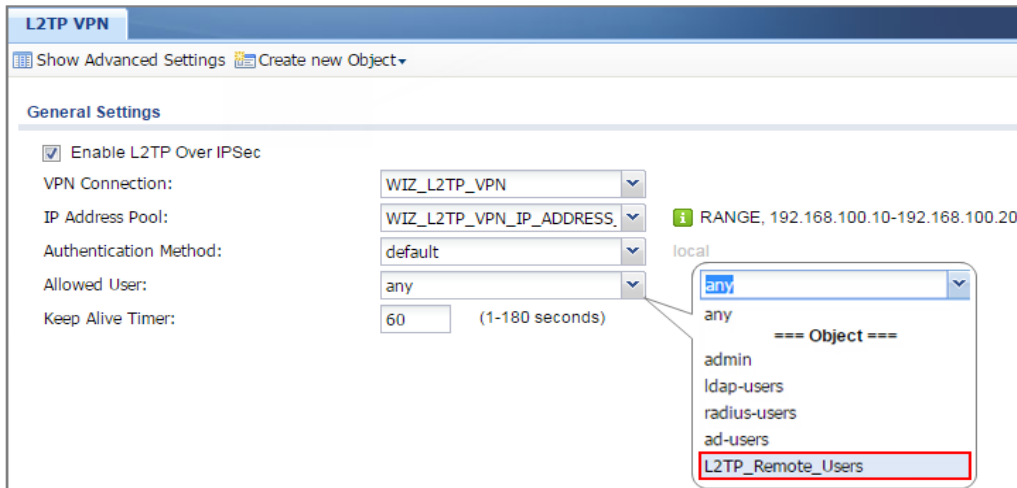 L2TP VPN
Show Advanced Settings Create new Object
General Settings
Enable L2TP Over IPSec
VPN Connection: WIZ_L2TP_VPN
IP Address Pool: WIZ_L2TP_VPN_IP_ADDRESS_ RANGE, 192.168.100.10-192.168.100.20
Authentication Method: default local
Allowed User: any
Keep Alive Timer: 60 (1-180 seconds)
any
any
=== Object ===
admin
ldap-users
radius-users
ad-users
L2TP_Remote_Users